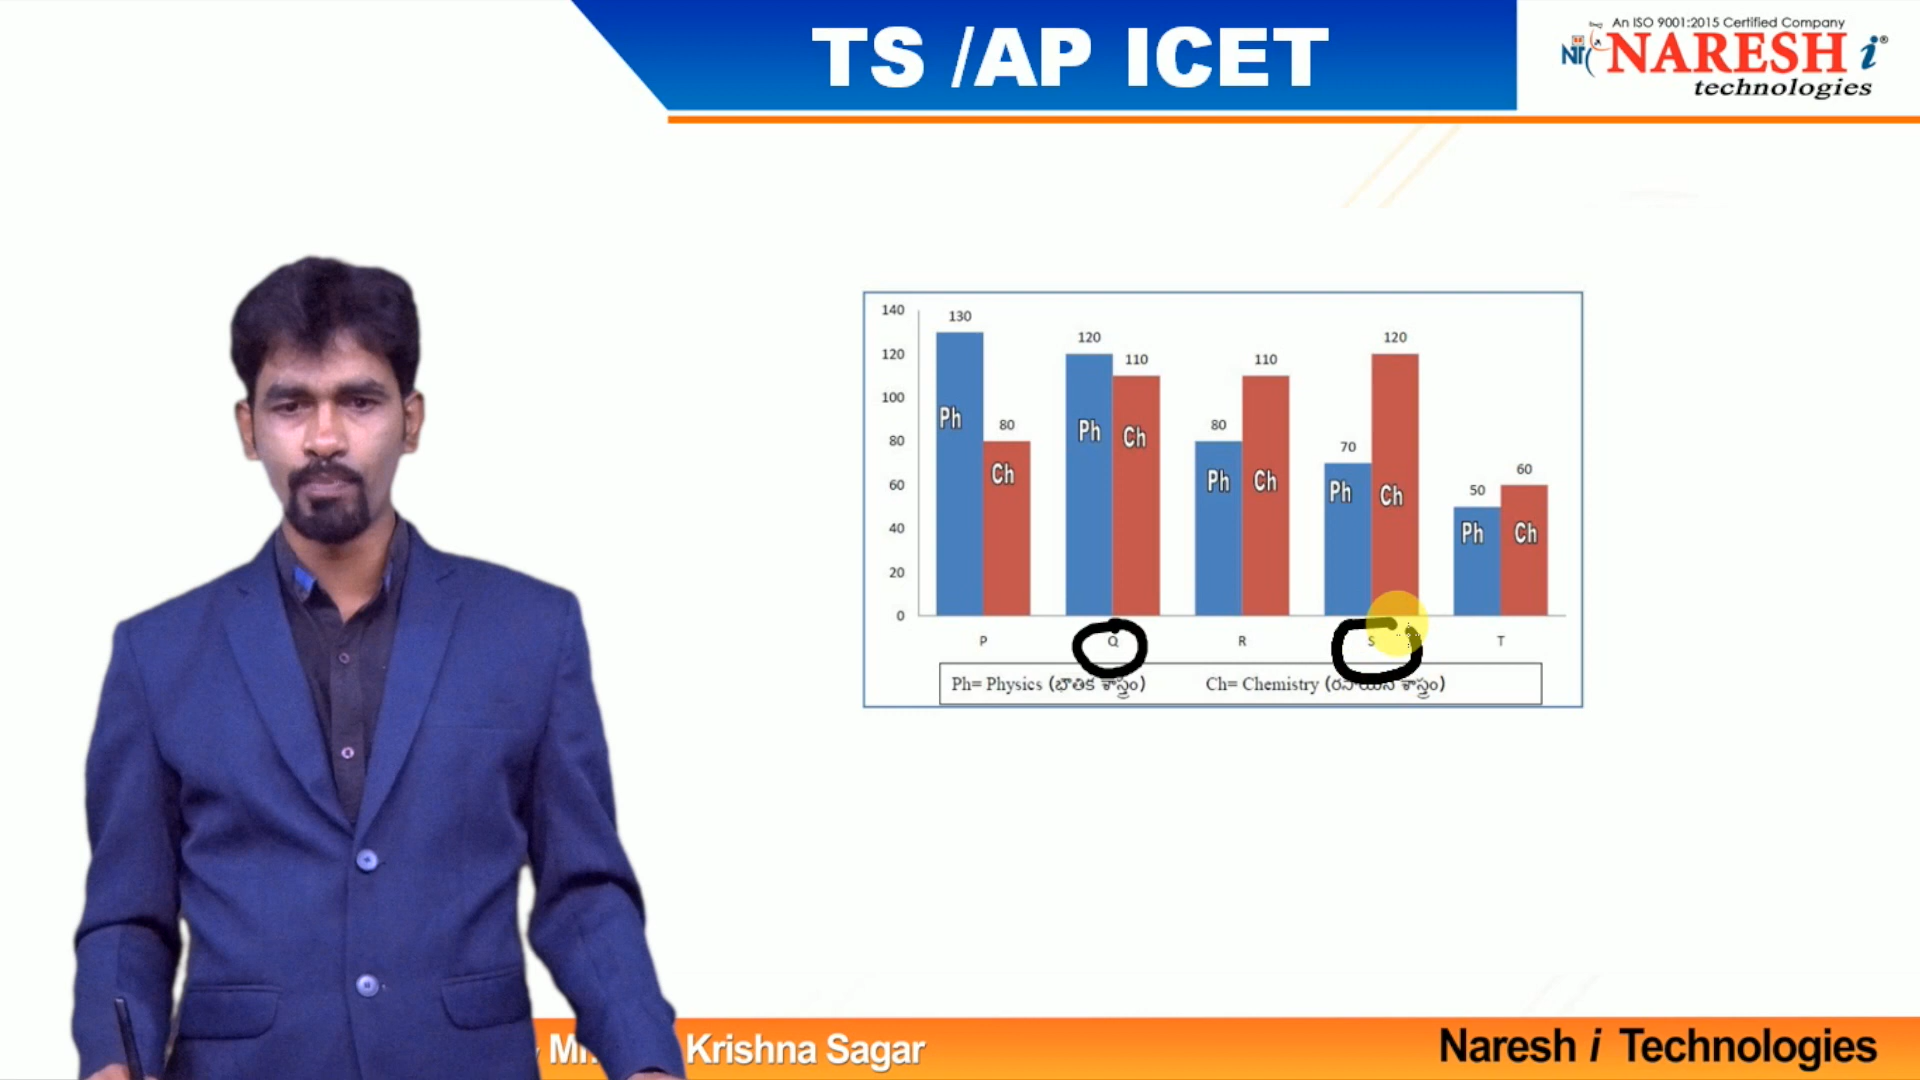 TS /AP ICET
An ISO 9001:2015 Certified Company
NARESH i
technologies
140
120
100
80
60
40
20
0
130
80
120
110
80
110
70
120
50
60
Ph
Ch
Ph
Ch
Ph
Ch
Ph
Ch
Ph
Ch
P
Q
R
S
T
Ph= Physics (భౌతిక శాస్త్రం)
Ch= Chemistry (రసాయన శాస్త్రం)
Krishna Sagar
Naresh i Technologies